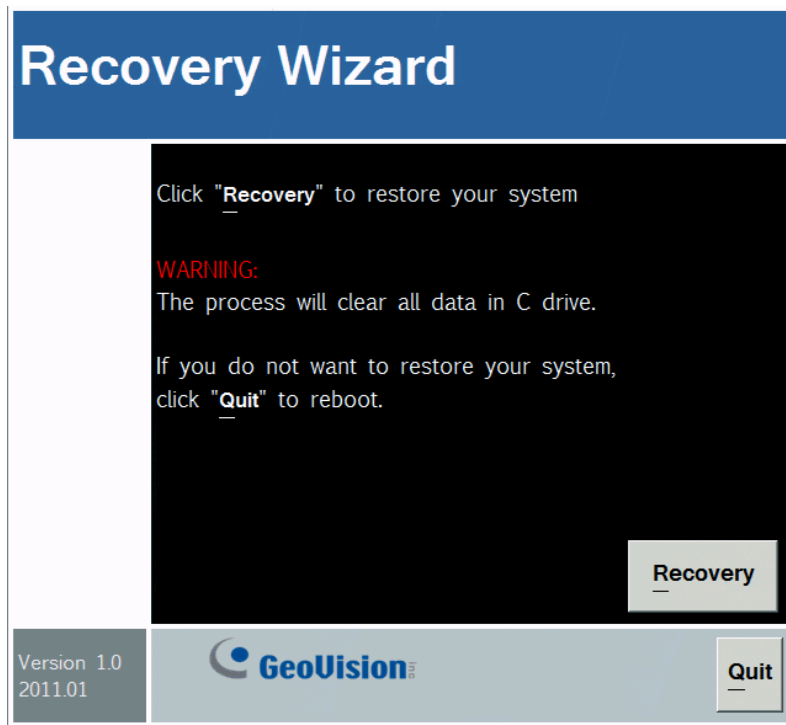 Recovery Wizard
Click "Recovery" to restore your system
WARNING:
The process will clear all data in C drive.
If you do not want to restore your system,
click "Quit" to reboot.
Recovery
Version 1.0
2011.01
GeoVision inc
Quit